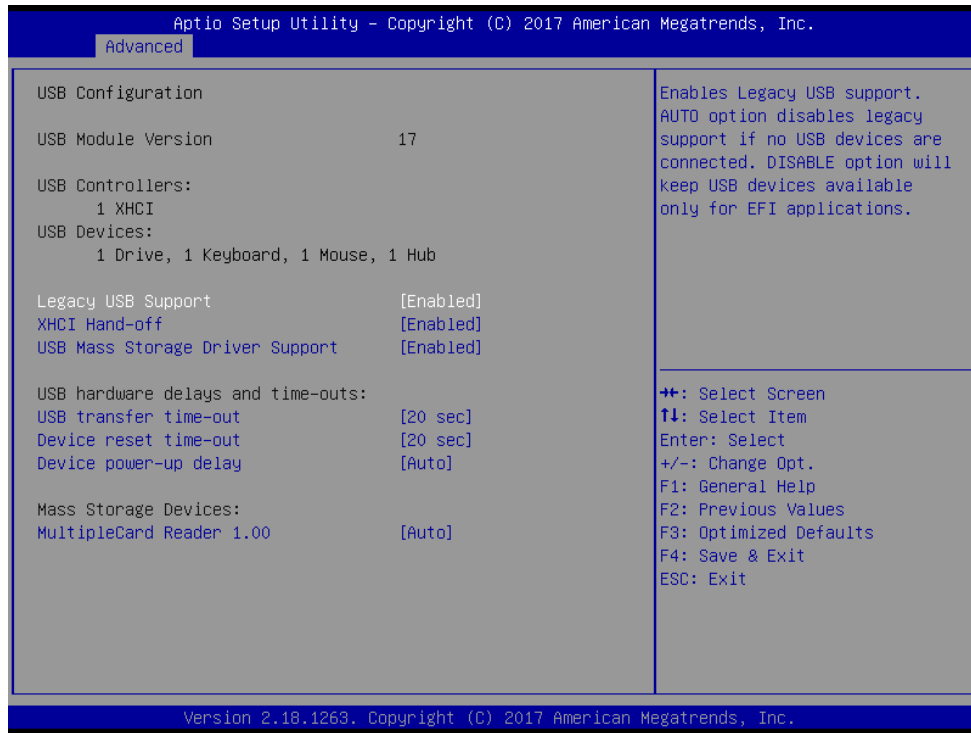 Aptio Setup Utility – Copyright (C) 2017 American Megatrends, Inc.
Advanced
USB Configuration
USB Module Version 17
USB Controllers:
1 XHCI
USB Devices:
1 Drive, 1 Keyboard, 1 Mouse, 1 Hub
Legacy USB Support [Enabled]
XHCI Hand-off [Enabled]
USB Mass Storage Driver Support [Enabled]
USB hardware delays and time-outs:
USB transfer time-out [20 sec]
Device reset time-out [20 sec]
Device power-up delay [Auto]
Mass Storage Devices:
MultipleCard Reader 1.00 [Auto]
Enables Legacy USB support.
AUTO option disables legacy
support if no USB devices are
connected. DISABLE option will
keep USB devices available
only for EFI applications.
→←: Select Screen
↑↓: Select Item
Enter: Select
+/-: Change Opt.
F1: General Help
F2: Previous Values
F3: Optimized Defaults
F4: Save & Exit
ESC: Exit
Version 2.18.1263. Copyright (C) 2017 American Megatrends, Inc.